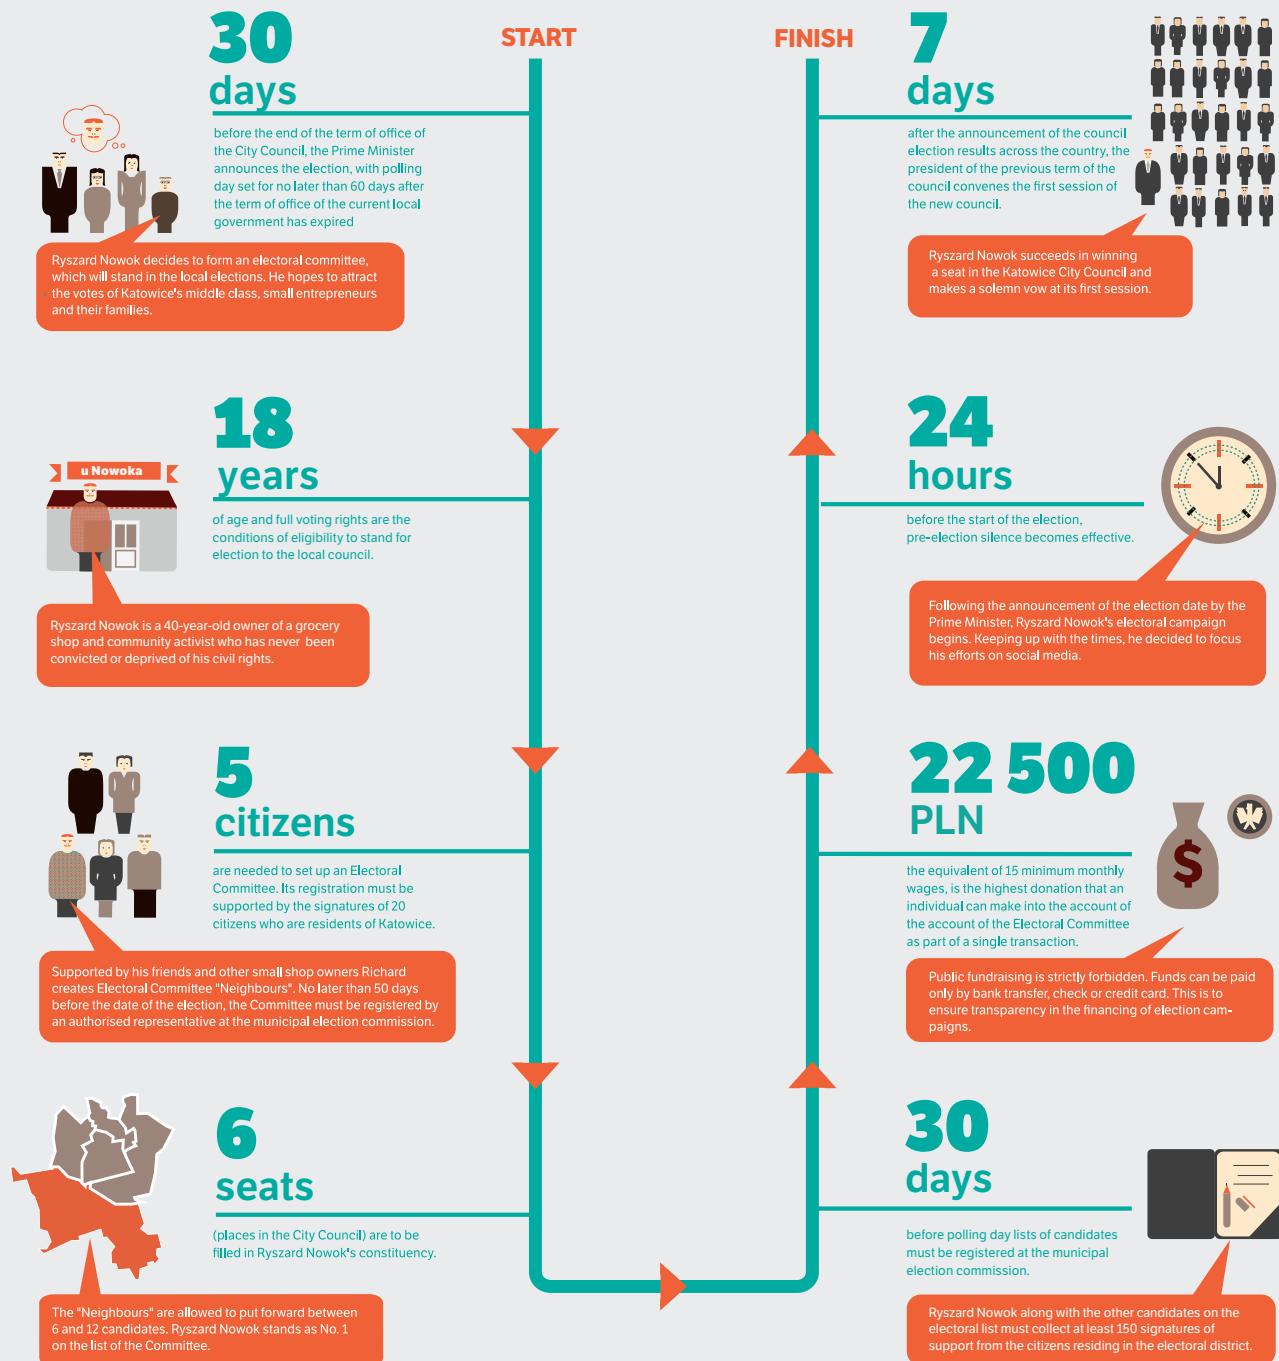 START
30
days
before the end of the term of office of
the City Council, the Prime Minister
announces the election, with polling
day set for no later than 60 days after
the term of office of the current local
government has expired
Ryszard Nowok decides to form an electoral committee,
which will stand in the local elections. He hopes to attract
the votes of Katowice's middle class, small entrepreneurs
and their families.
18
years
of age and full voting rights are the
conditions of eligibility to stand for
election to the local council.
u Nowoka
Ryszard Nowok is a 40-year-old owner of a grocery
shop and community activist who has never been
convicted or deprived of his civil rights.
5
citizens
are needed to set up an Electoral
Committee. Its registration must be
supported by the signatures of 20
citizens who are residents of Katowice.
Supported by his friends and other small shop owners Richard
creates Electoral Committee "Neighbours". No later than 50 days
before the date of the election, the Committee must be registered by
an authorised representative at the municipal election commission.
6
seats
(places in the City Council) are to be
filled in Ryszard Nowok's constituency.
The "Neighbours" are allowed to put forward between
6 and 12 candidates. Ryszard Nowok stands as No. 1
on the list of the Committee.
30
days
before polling day lists of candidates
must be registered at the municipal
election commission.
Ryszard Nowok along with the other candidates on the
electoral list must collect at least 150 signatures of
support from the citizens residing in the electoral district.
22 500
PLN
the equivalent of 15 minimum monthly
wages, is the highest donation that an
individual can make into the account of
the account of the Electoral Committee
as part of a single transaction.
$
Public fundraising is strictly forbidden. Funds can be paid
only by bank transfer, check or credit card. This is to
ensure transparency in the financing of election cam-
paigns.
24
hours
before the start of the election,
pre-election silence becomes effective.
Following the announcement of the election date by the
Prime Minister, Ryszard Nowok's electoral campaign
begins. Keeping up with the times, he decided to focus
his efforts on social media.
FINISH
7
days
after the announcement of the council
election results across the country, the
president of the previous term of the
council convenes the first session of
the new council.
Ryszard Nowok succeeds in winning
a seat in the Katowice City Council and
makes a solemn vow at its first session.